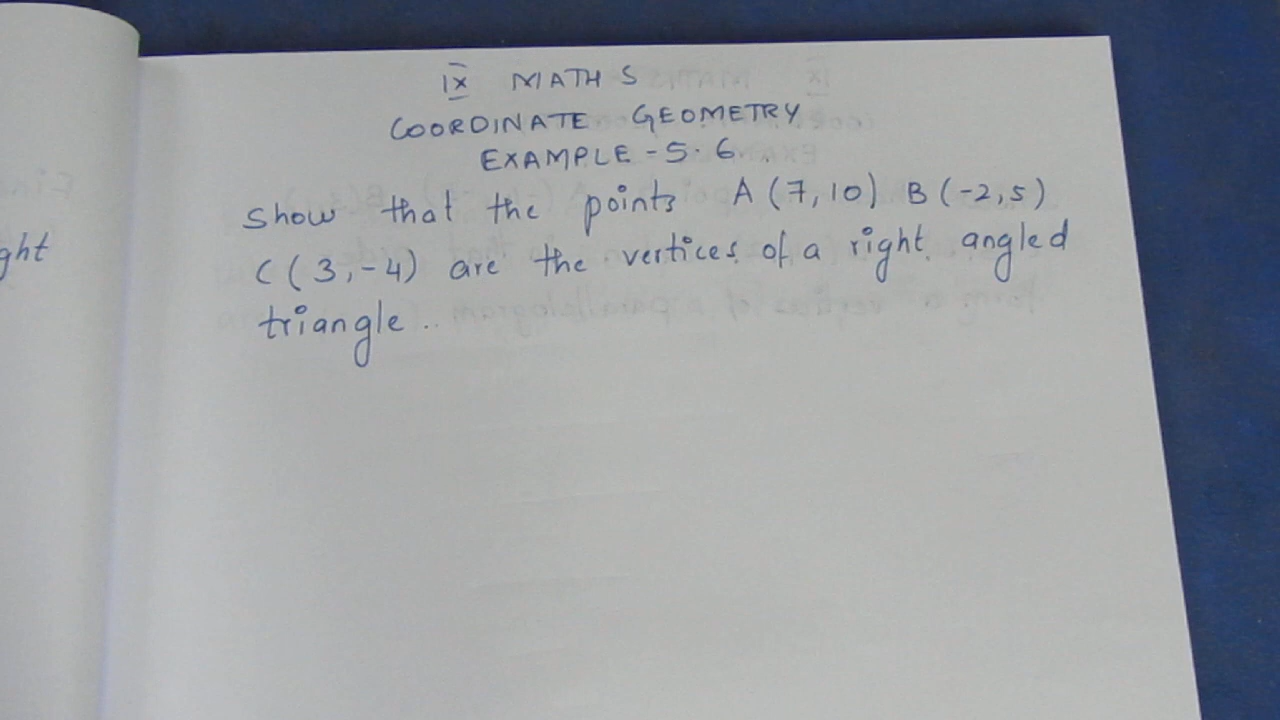 IX MATHS
COORDINATE GEOMETRY
EXAMPLE - 5.6
ght
Show that the points A (7,10) B (-2,5)
C (3,-4) are the vertices of a right angled
triangle..